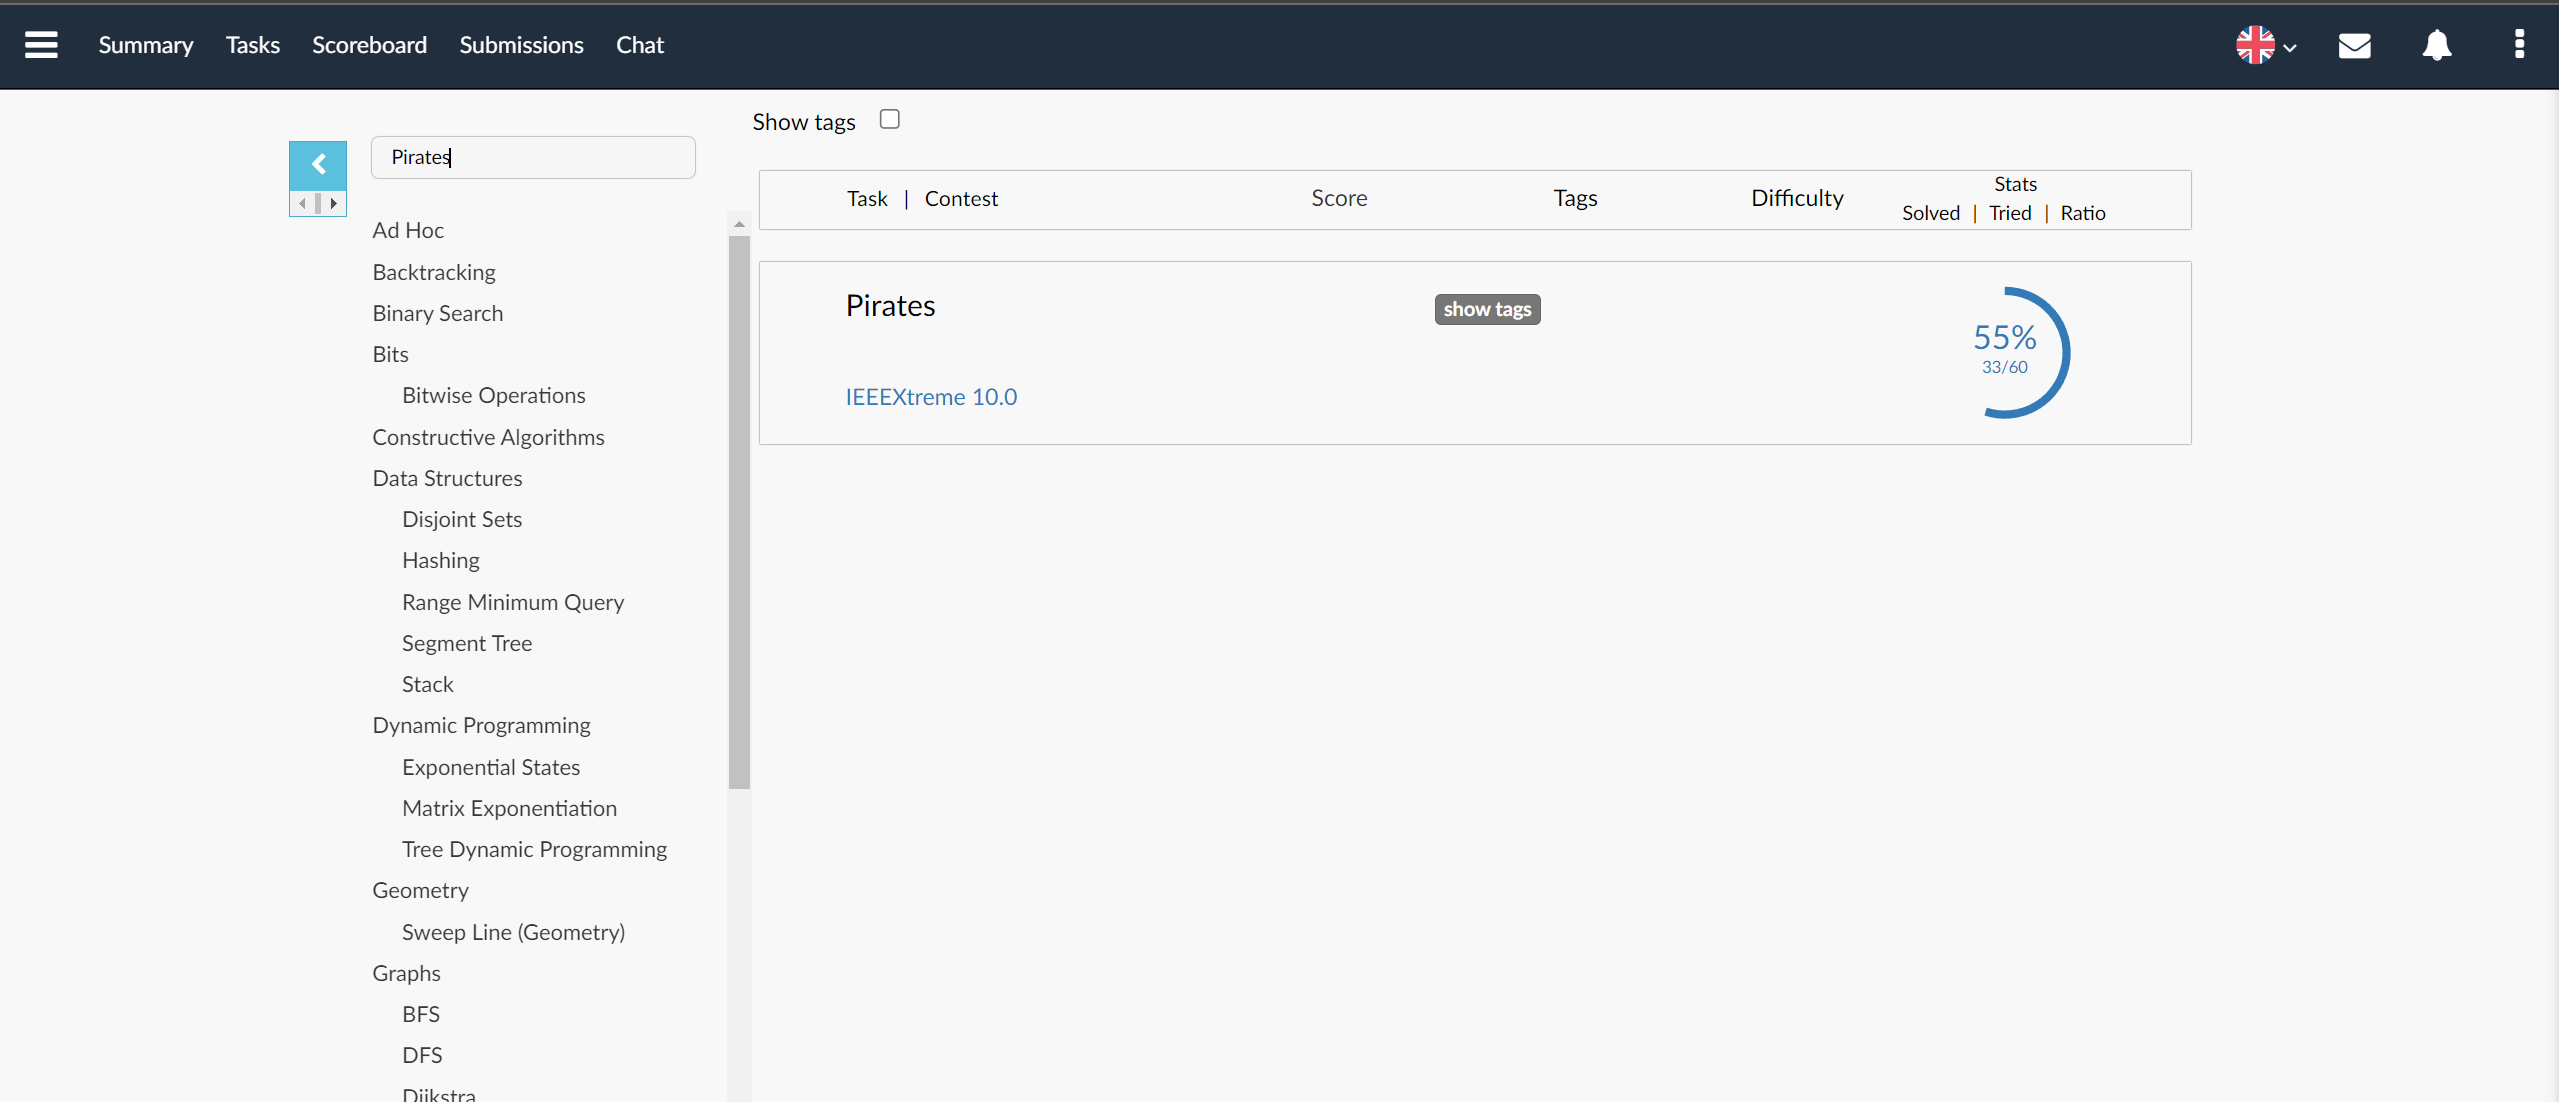 Summary Tasks Scoreboard Submissions Chat
Show tags
Pirates
Task | Contest Score Tags Difficulty Stats
Solved | Tried | Ratio
Ad Hoc
Backtracking
Binary Search
Bits
Bitwise Operations
Constructive Algorithms
Data Structures
Disjoint Sets
Hashing
Range Minimum Query
Segment Tree
Stack
Dynamic Programming
Exponential States
Matrix Exponentiation
Tree Dynamic Programming
Geometry
Sweep Line (Geometry)
Graphs
BFS
DFS
Dijkstra
Pirates show tags
55%
33/60
IEEEXtreme 10.0